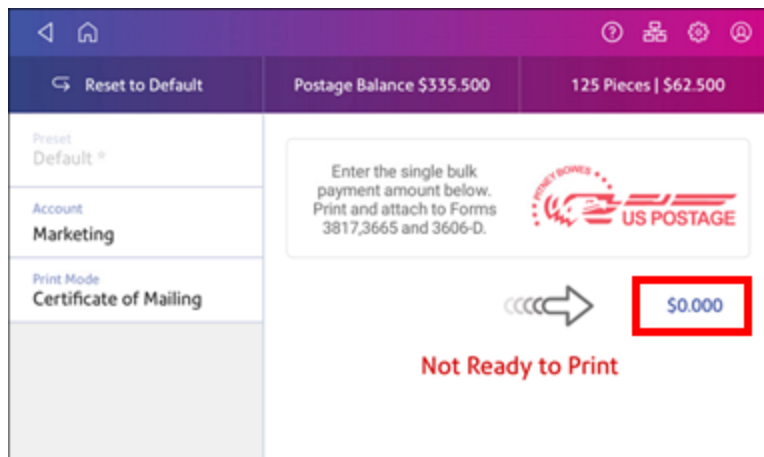 Reset to Default
Postage Balance $335.500
125 Pieces | $62.500
Preset
Default *
Account
Marketing
Print Mode
Certificate of Mailing
Enter the single bulk
payment amount below.
Print and attach to Forms
3817,3665 and 3606-D.
PITNEY BOWES
US POSTAGE
$0.000
Not Ready to Print